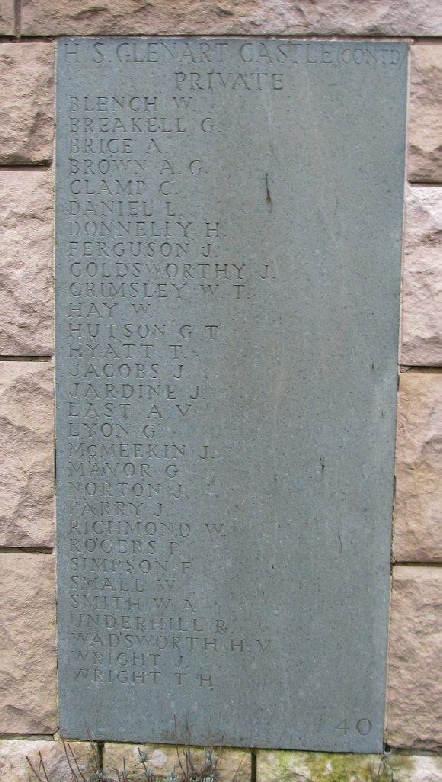 H S. GLENART CASTLE (CONTD
PRIVATE
BLENCH W.
BREAKELL G.
BRICE A.
BROWN A. G.
CLAMP C.
DANIEL L.
DONNELLY H.
FERGUSON J.
GOLDSWORTHY J.
GRIMSLEY W. T.
HAY W.
HUTSON G T
HYATT T.
JACOBS J
JARDINE J.
LAST A. V
LYON G
MCMEEKIN J.
MAVOR G
NORTON J.
PARRY J
RICHMOND W.
ROGERS F.
SIMPSON F
SMALL W
SMITH W A
UNDERHILL R.
WADSWORTH H. V
WRIGHT J.
WRIGHT T H
40